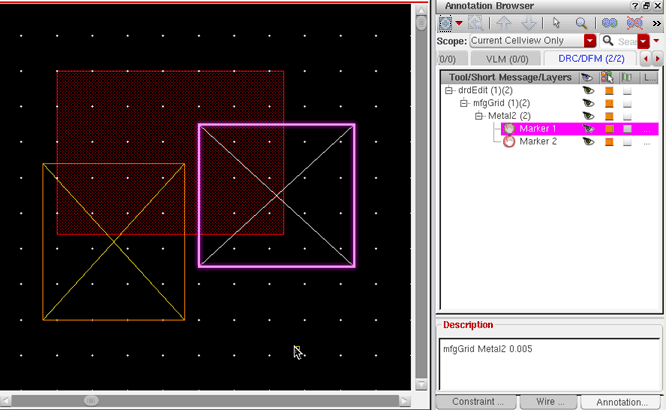 Annotation Browser
Scope: Current Cellview Only
0/0) VLM (0/0) DRC/DFM (2/2)
Tool/Short Message/Layers L...
drdEdit (1)(2)
mfgGrid (1)(2)
Metal2 (2)
Marker 1 ...
Marker 2 ...
Description
mfgGrid Metal2 0.005
Constraint ... Wire ... Annotation...